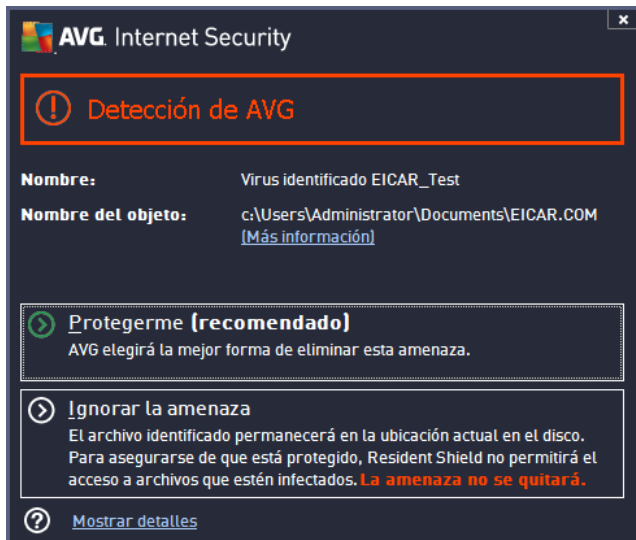 AVG. Internet Security
Detección de AVG
Nombre: Virus identificado EICAR_Test
Nombre del objeto: c:\Users\Administrator\Documents\EICAR.COM
(Más información)
Protegerme (recomendado)
AVG elegirá la mejor forma de eliminar esta amenaza.
Ignorar la amenaza
El archivo identificado permanecerá en la ubicación actual en el disco.
Para asegurarse de que está protegido, Resident Shield no permitirá el
acceso a archivos que estén infectados. La amenaza no se quitará.
Mostrar detalles